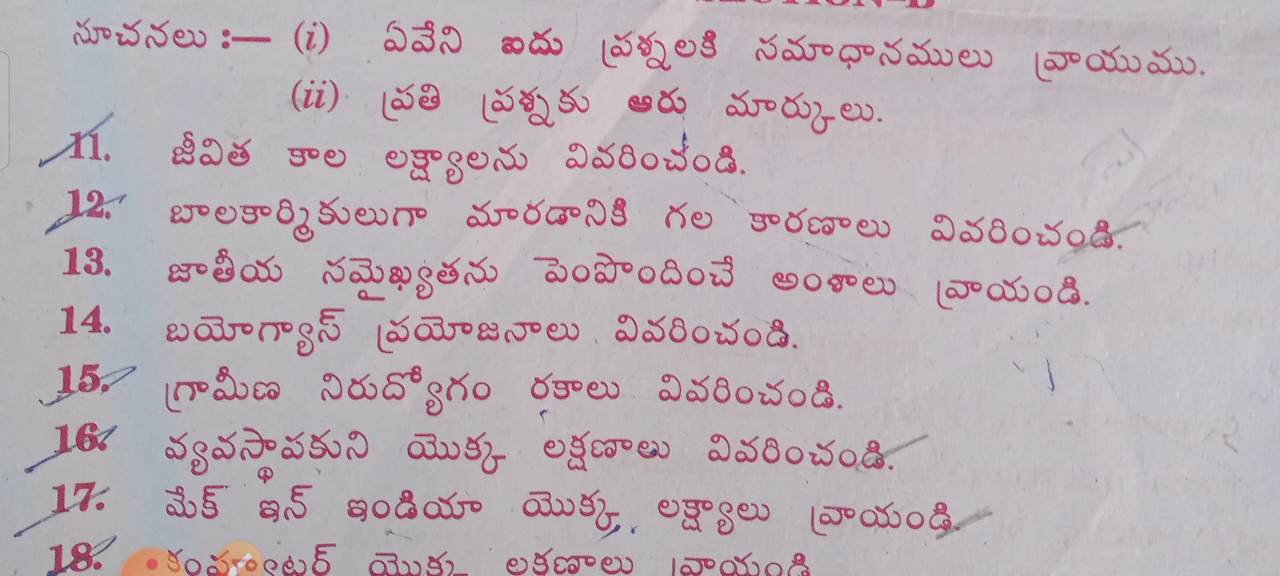 సూచనలు :— (i) ఏవేని ఐదు ప్రశ్నలకి సమాధానములు వ్రాయుము.
(ii) ప్రతి ప్రశ్నకు ఆరు మార్కులు.
11. జీవిత కాల లక్ష్యాలను వివరించండి.
12. బాలకార్మికులుగా మారడానికి గల కారణాలు వివరించండి.
13. జాతీయ సమైఖ్యతను పెంపొందించే అంశాలు వ్రాయండి.
14. బయోగ్యాస్ ప్రయోజనాలు వివరించండి.
15. గ్రామీణ నిరుద్యోగం రకాలు వివరించండి.
16. వ్యవస్థాపకుని యొక్క లక్షణాలు వివరించండి.
17. మేక్ ఇన్ ఇండియా యొక్క లక్ష్యాలు వ్రాయండి.
18. కంప్యూటర్ యొక్క లక్షణాలు వ్రాయండి